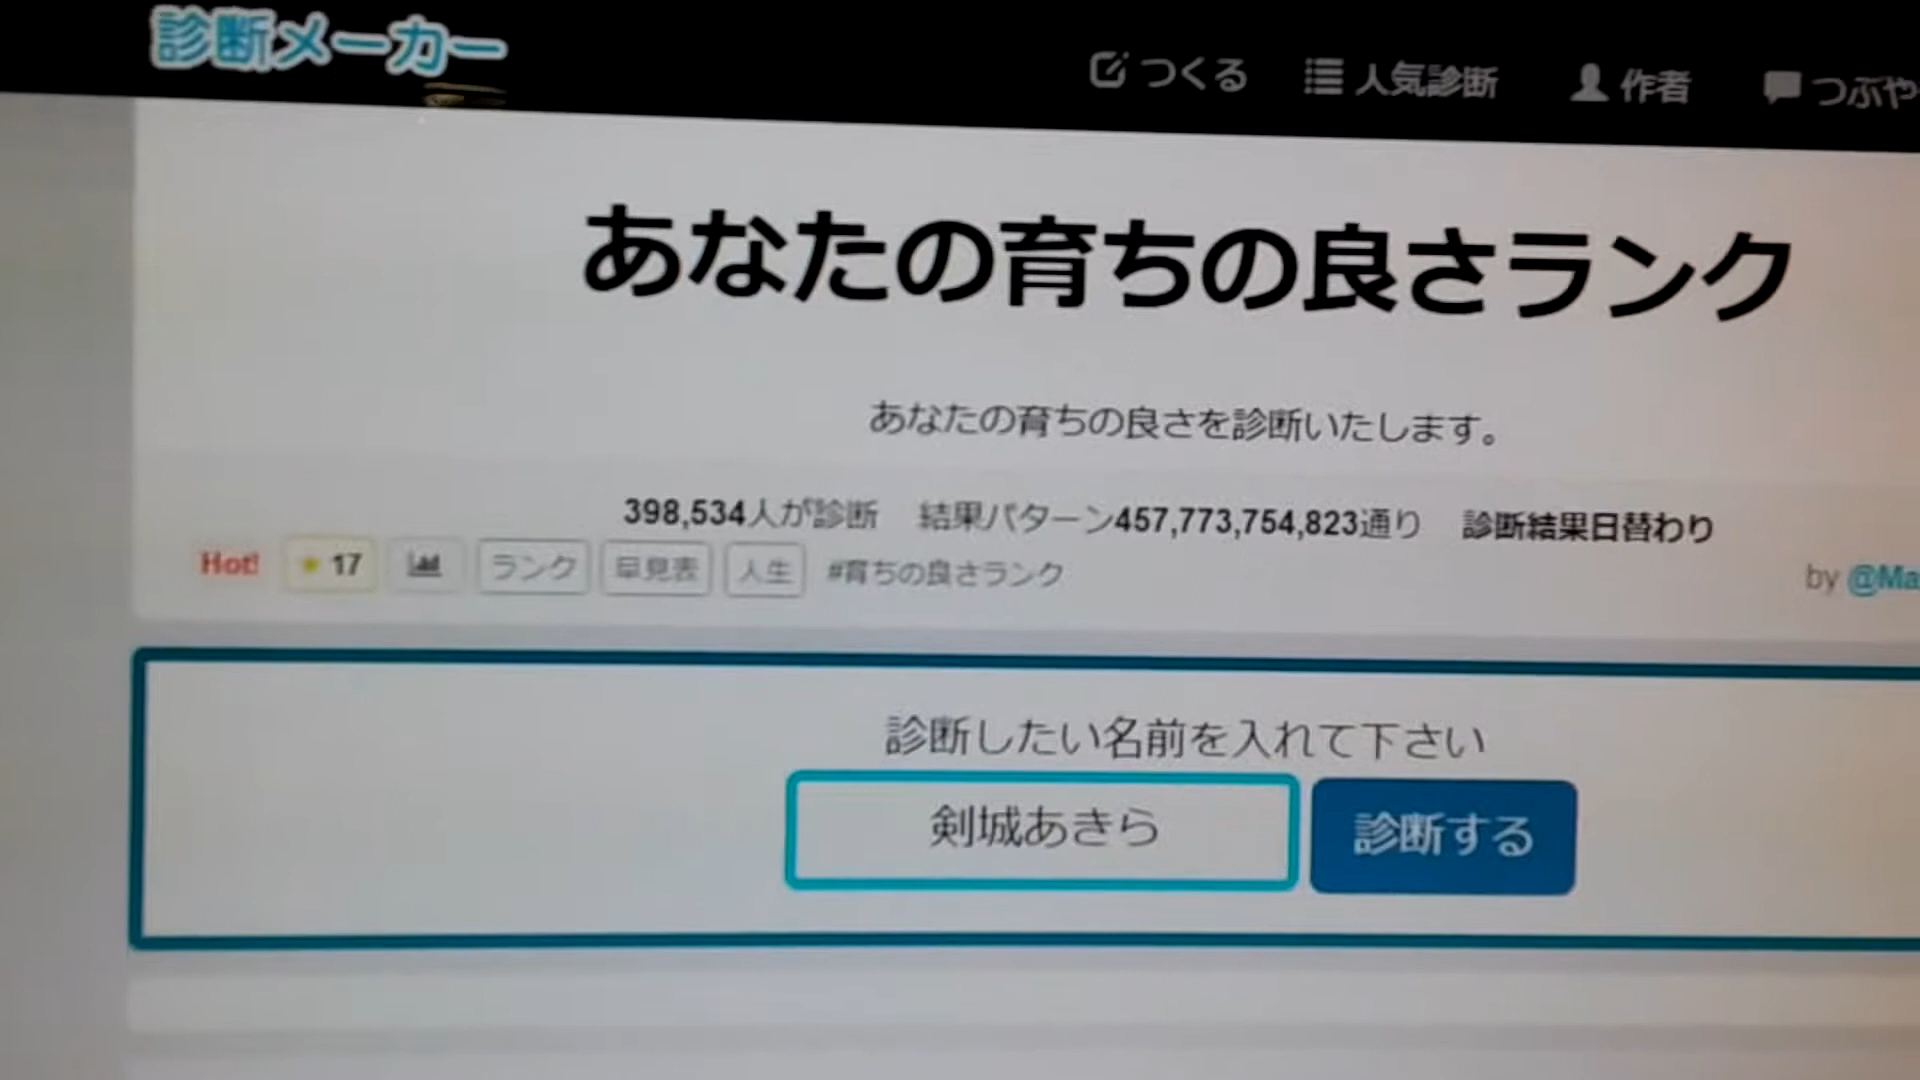 診断メーカー
つくる 人気診断 作者 つぶや
あなたの育ちの良さランク
あなたの育ちの良さを診断いたします。
398,534人が診断 結果パターン457,773,754,823通り 診断結果日替わり
Hot! ★ 17 ランク 早見表 人生 #育ちの良さランク
by @Ma
診断したい名前を入れて下さい
剣城あきら 診断する